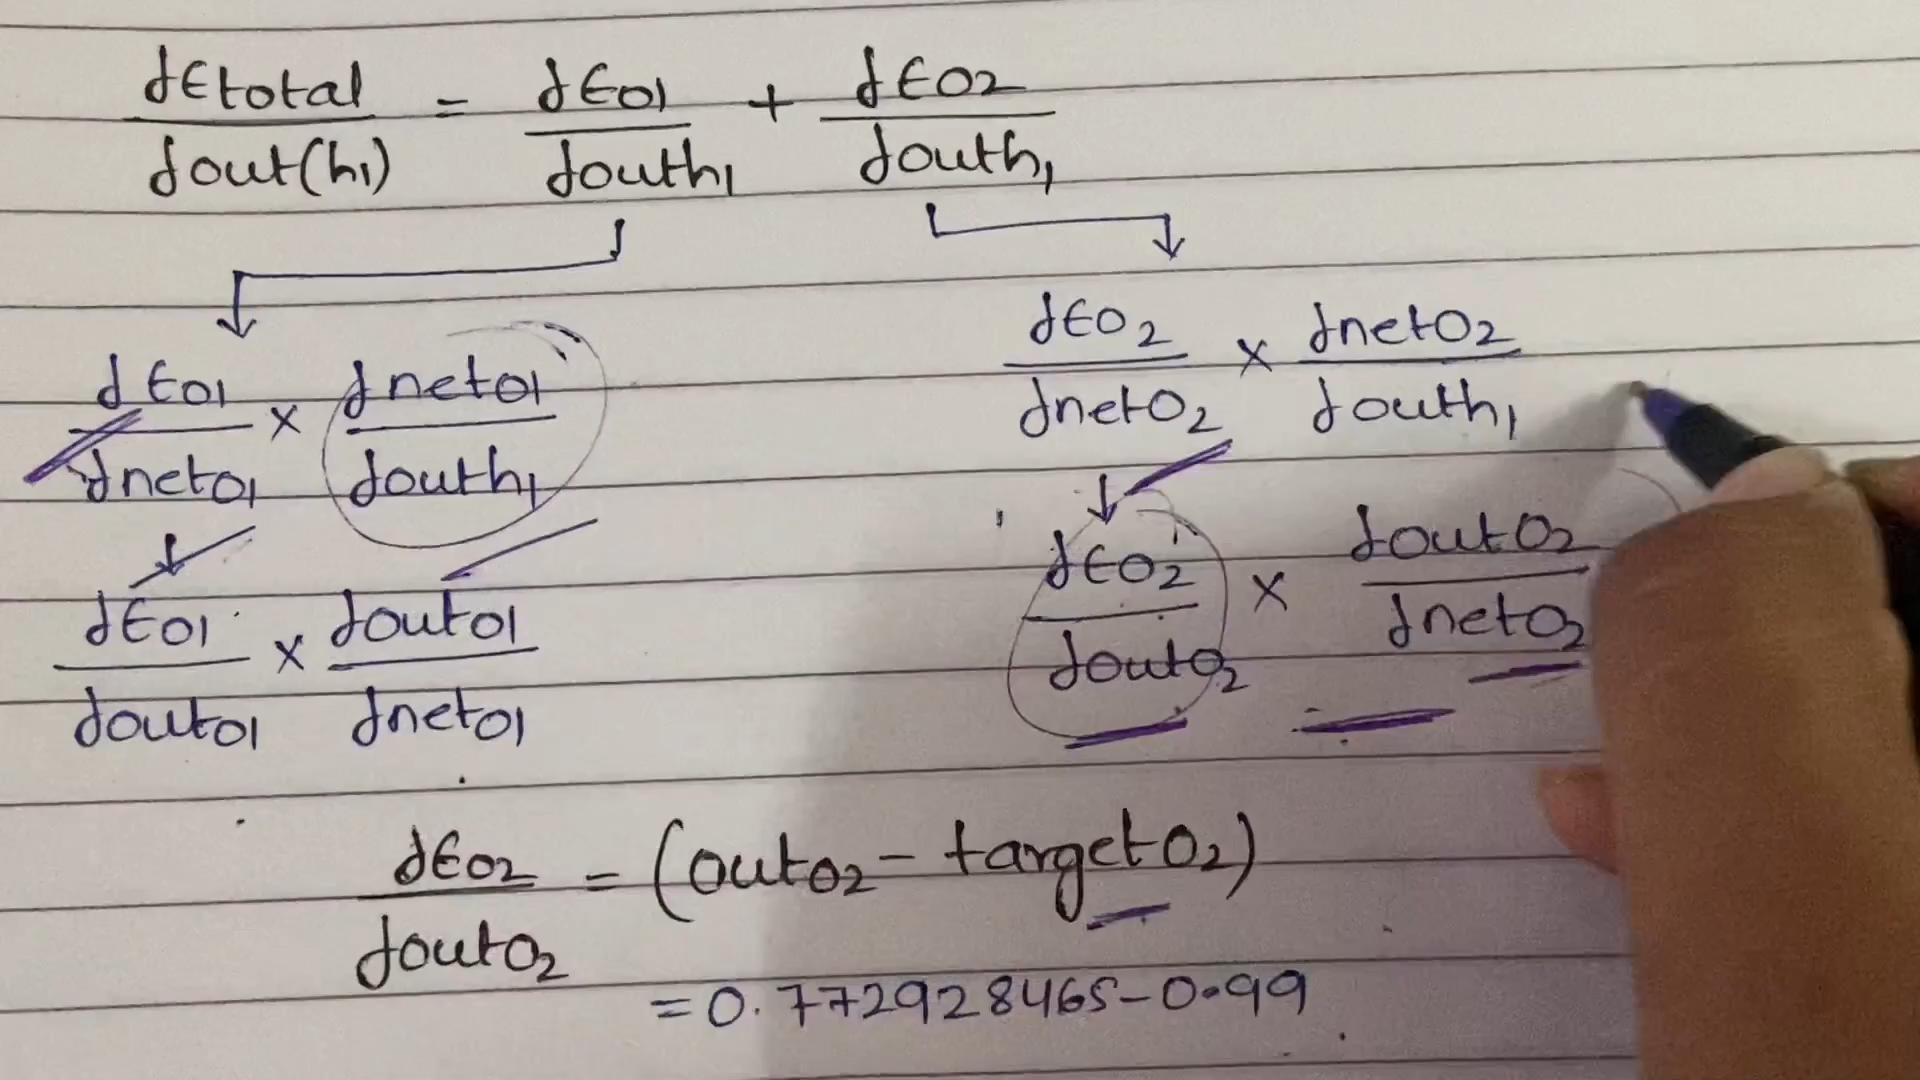 ∂Etotal / ∂out(h1) = ∂Eo1 / ∂outh1 + ∂Eo2 / ∂outh1
∂Eo1 / ∂neto1 × ∂neto1 / ∂outh1
∂EO2 / ∂netO2 × ∂netO2 / ∂outh1
∂Eo1 / ∂outo1 × ∂outo1 / ∂neto1
∂EO2 / ∂outO2 × ∂outO2 / ∂netO2
∂EO2 / ∂outO2 = (outO2 - targetO2)
= 0.772928465 - 0.99